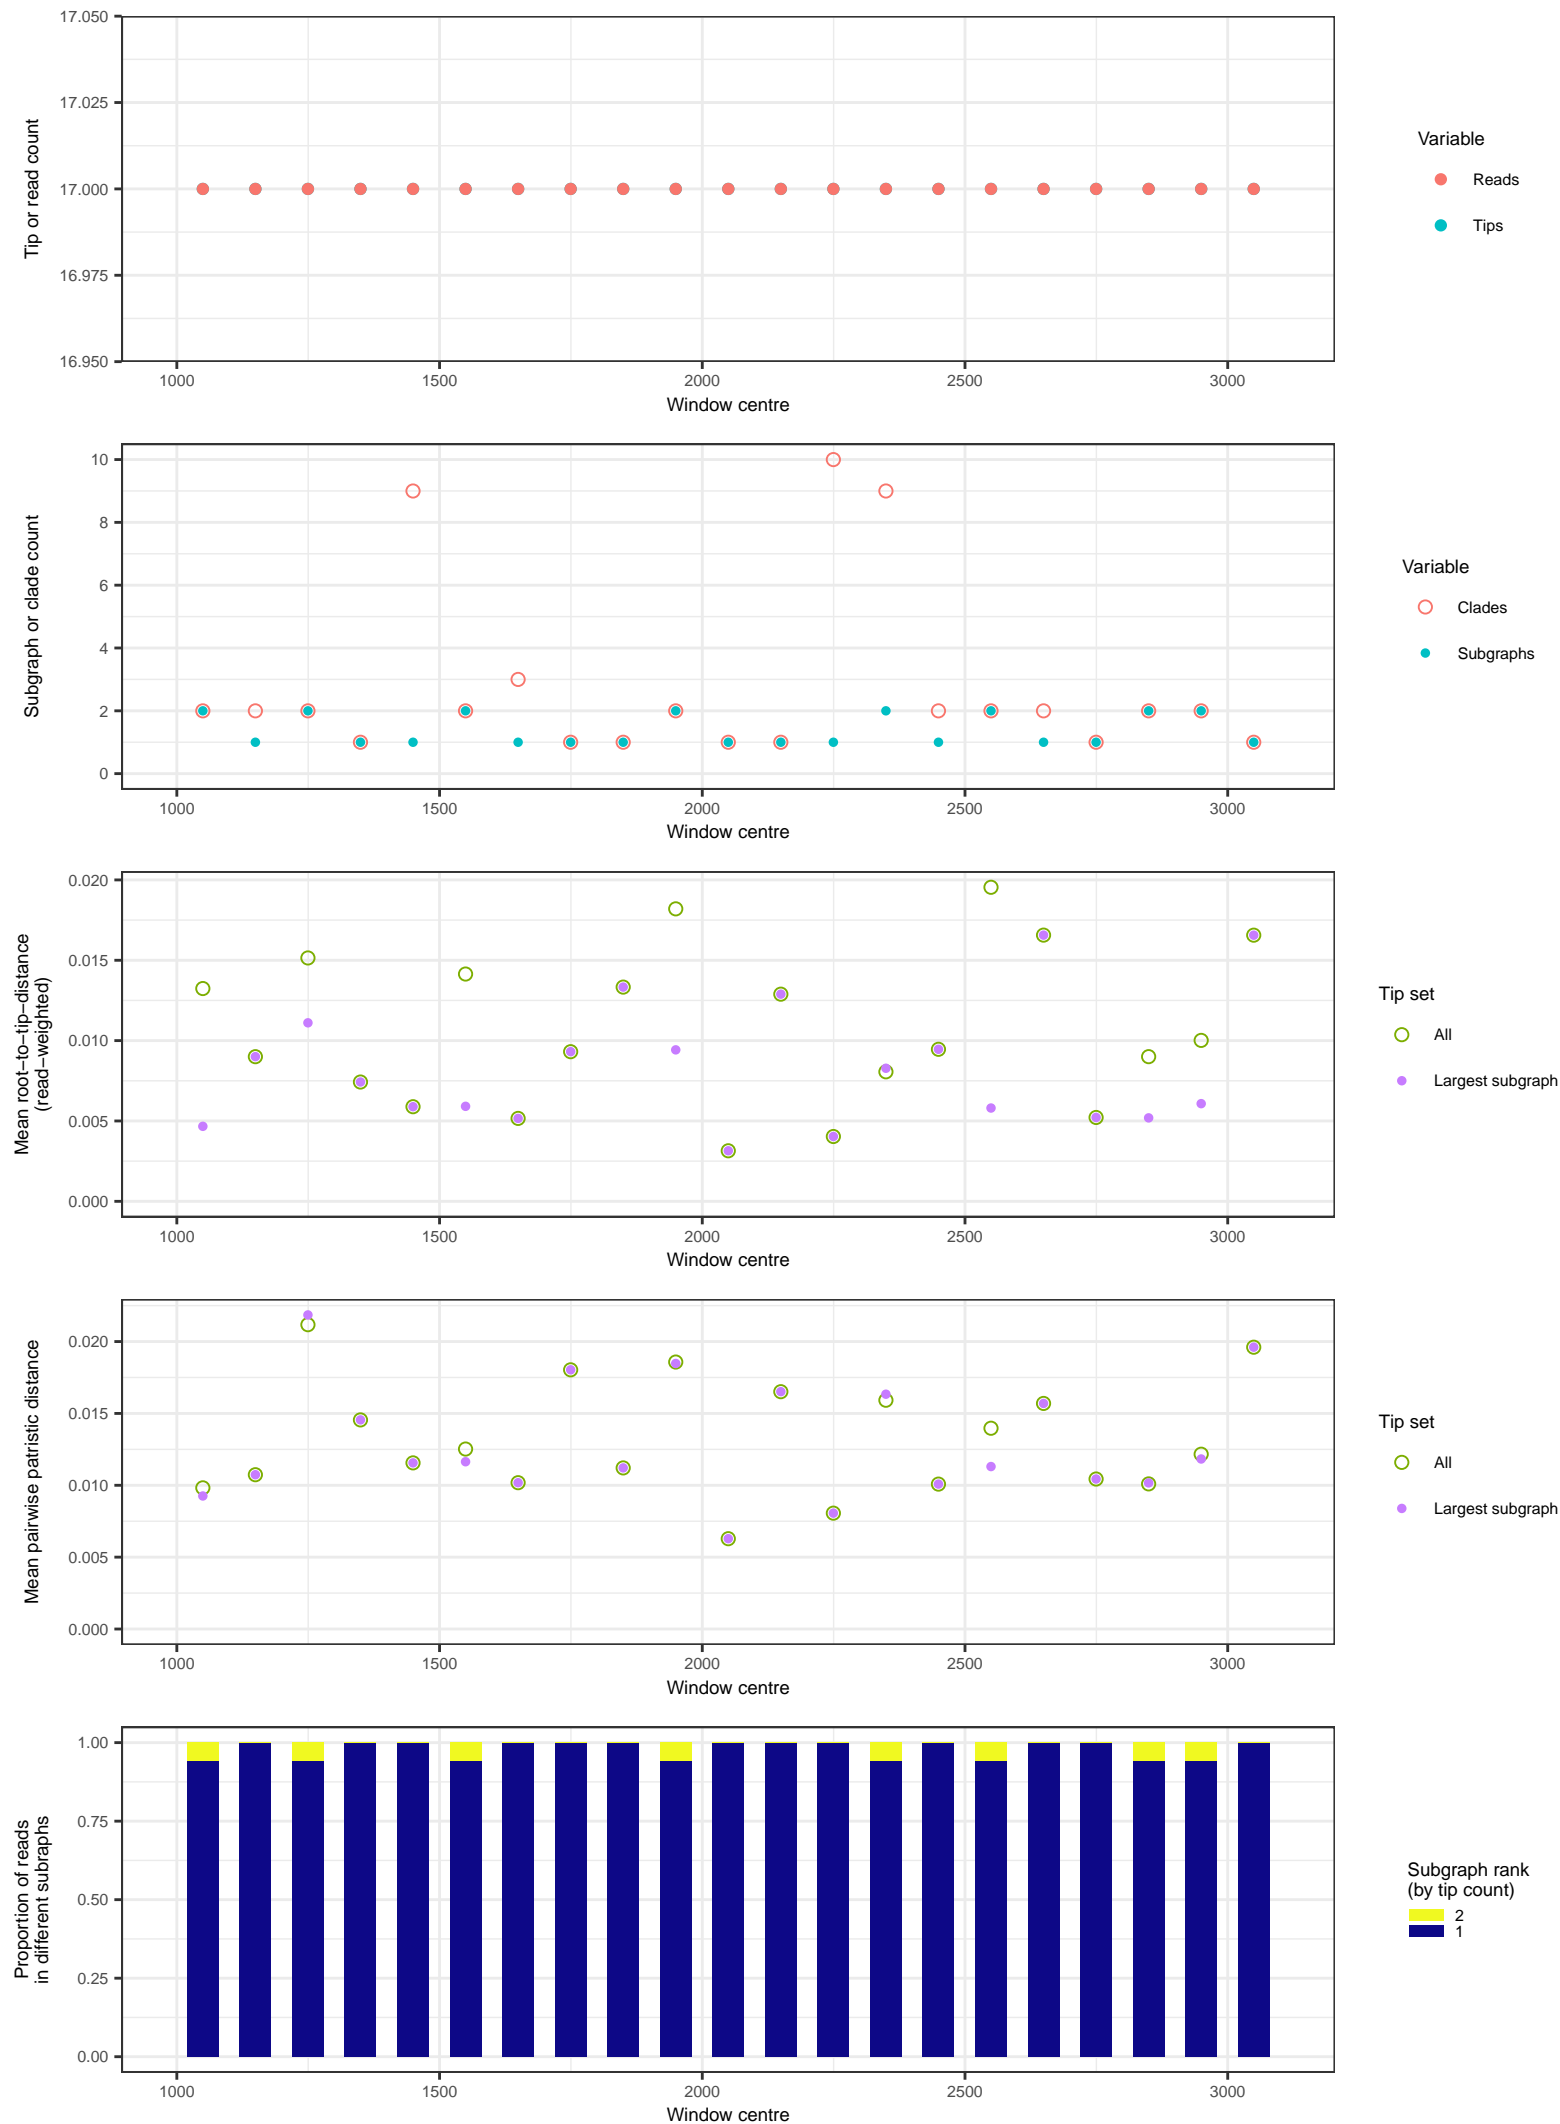 17.050
17.025
17.000
16.975
16.950
Tip or read count
1000 1500 2000 2500 3000
Window centre
Variable
Reads
Tips
10
8
6
4
2
0
Subgraph or clade count
1000 1500 2000 2500 3000
Window centre
Variable
Clades
Subgraphs
0.020
0.015
0.010
0.005
0.000
Mean root−to−tip−distance
(read−weighted)
1000 1500 2000 2500 3000
Window centre
Tip set
All
Largest subgraph
0.020
0.015
0.010
0.005
0.000
Mean pairwise patristic distance
1000 1500 2000 2500 3000
Window centre
Tip set
All
Largest subgraph
1.00
0.75
0.50
0.25
0.00
Proportion of reads
in different subraphs
1000 1500 2000 2500 3000
Window centre
Subgraph rank
(by tip count)
2
1